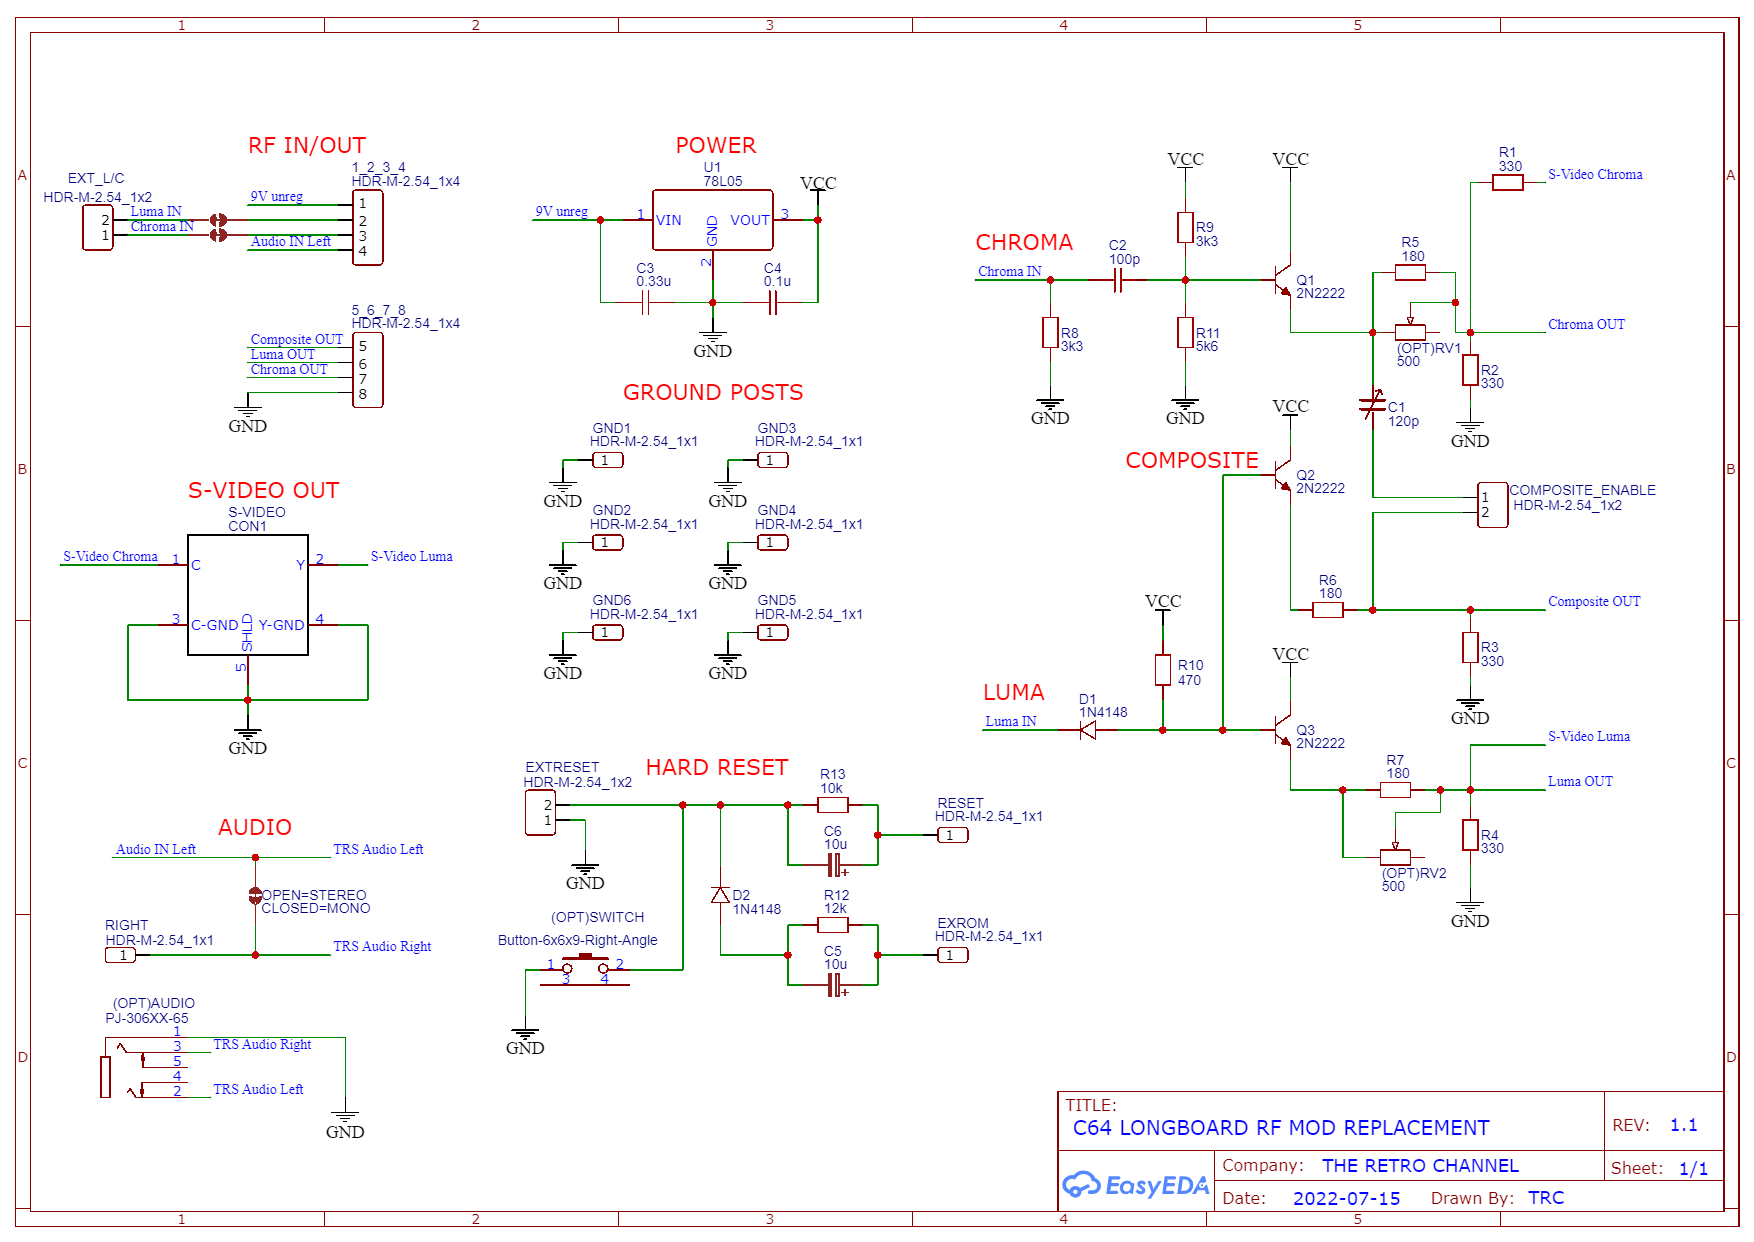 1 2 3 4 5
A A
B B
C C
D D
1 2 3 4 5
RF IN/OUT
EXT_L/C
HDR-M-2.54_1x2
2
1
Luma IN
Chroma IN
9V unreg
Audio IN Left
1_2_3_4
HDR-M-2.54_1x4
1
2
3
4
5_6_7_8
HDR-M-2.54_1x4
Composite OUT
Luma OUT
Chroma OUT
5
6
7
8
GND
S-VIDEO OUT
S-VIDEO
CON1
S-Video Chroma
1
C
Y
2
S-Video Luma
3
C-GND
SHLD
Y-GND
4
5
GND
AUDIO
Audio IN Left
TRS Audio Left
OPEN=STEREO
CLOSED=MONO
RIGHT
HDR-M-2.54_1x1
1
TRS Audio Right
(OPT)AUDIO
PJ-306XX-65
1
3
5
4
2
TRS Audio Right
TRS Audio Left
GND
POWER
U1
78L05
9V unreg
1
VIN
GND
VOUT
3
2
VCC
C3
0.33u
C4
0.1u
GND
GROUND POSTS
GND1
HDR-M-2.54_1x1
1
GND
GND3
HDR-M-2.54_1x1
1
GND
GND2
HDR-M-2.54_1x1
1
GND
GND4
HDR-M-2.54_1x1
1
GND
GND6
HDR-M-2.54_1x1
1
GND
GND5
HDR-M-2.54_1x1
1
GND
HARD RESET
EXTRESET
HDR-M-2.54_1x2
2
1
GND
R13
10k
C6
10u
RESET
HDR-M-2.54_1x1
1
D2
1N4148
R12
12k
C5
10u
EXROM
HDR-M-2.54_1x1
1
(OPT)SWITCH
Button-6x6x9-Right-Angle
1
2
3
4
GND
CHROMA
Chroma IN
C2
100p
R8
3k3
GND
VCC
R9
3k3
R11
5k6
GND
VCC
Q1
2N2222
R5
180
(OPT)RV1
500
R1
330
S-Video Chroma
Chroma OUT
R2
330
GND
C1
120p
COMPOSITE
VCC
Q2
2N2222
1
2
COMPOSITE_ENABLE
HDR-M-2.54_1x2
R6
180
Composite OUT
R3
330
GND
LUMA
Luma IN
D1
1N4148
VCC
R10
470
VCC
Q3
2N2222
R7
180
(OPT)RV2
500
S-Video Luma
Luma OUT
R4
330
GND
TITLE:
C64 LONGBOARD RF MOD REPLACEMENT
REV: 1.1
EasyEDA
Company: THE RETRO CHANNEL
Sheet: 1/1
Date: 2022-07-15 Drawn By: TRC